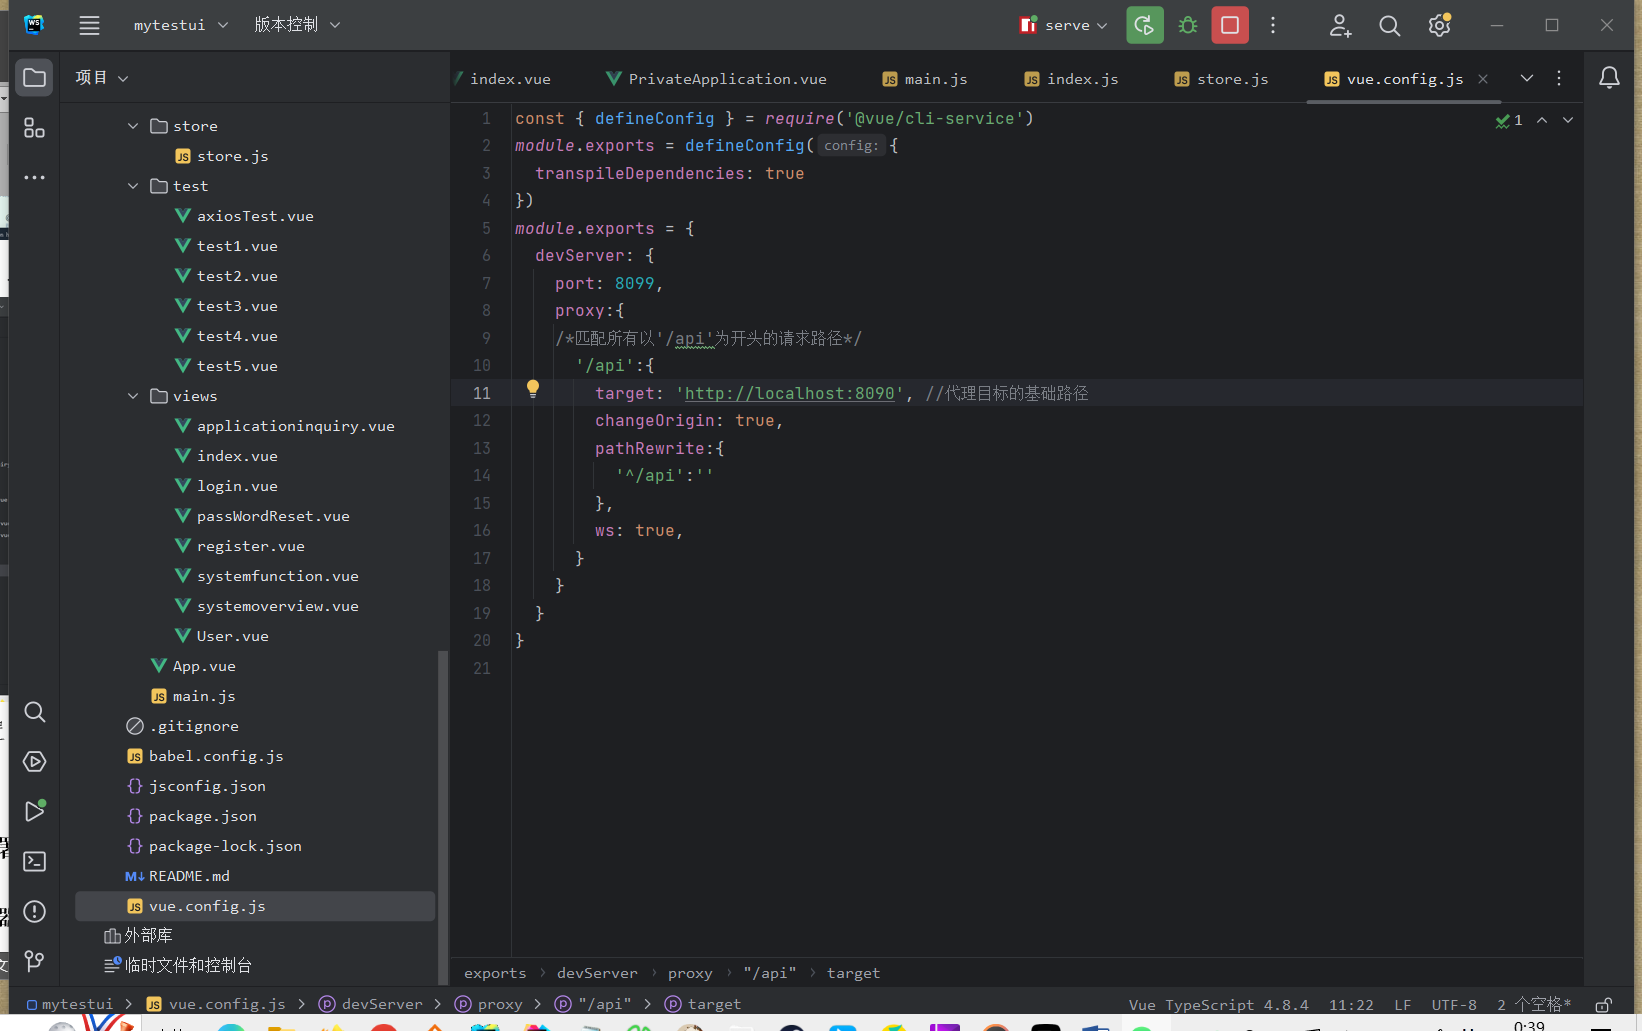 WS mytestui 版本控制 serve
项目
index.vue PrivateApplication.vue main.js index.js store.js vue.config.js
store
store.js
test
axiosTest.vue
test1.vue
test2.vue
test3.vue
test4.vue
test5.vue
views
applicationinquiry.vue
index.vue
login.vue
passWordReset.vue
register.vue
systemfunction.vue
systemoverview.vue
User.vue
App.vue
main.js
.gitignore
babel.config.js
jsconfig.json
package.json
package-lock.json
README.md
vue.config.js
外部库
临时文件和控制台
1 const { defineConfig } = require('@vue/cli-service')
2 module.exports = defineConfig( config: {
3 transpileDependencies: true
4 })
5 module.exports = {
6 devServer: {
7 port: 8099,
8 proxy:{
9 /*匹配所有以'/api'为开头的请求路径*/
10 '/api':{
11 target: 'http://localhost:8090', //代理目标的基础路径
12 changeOrigin: true,
13 pathRewrite:{
14 '^/api':''
15 },
16 ws: true,
17 }
18 }
19 }
20 }
21
1
exports › devServer › proxy › "/api" › target
mytestui > vue.config.js > devServer > proxy > "/api" > target Vue TypeScript 4.8.4 11:22 LF UTF-8 2 个空格*
0:39